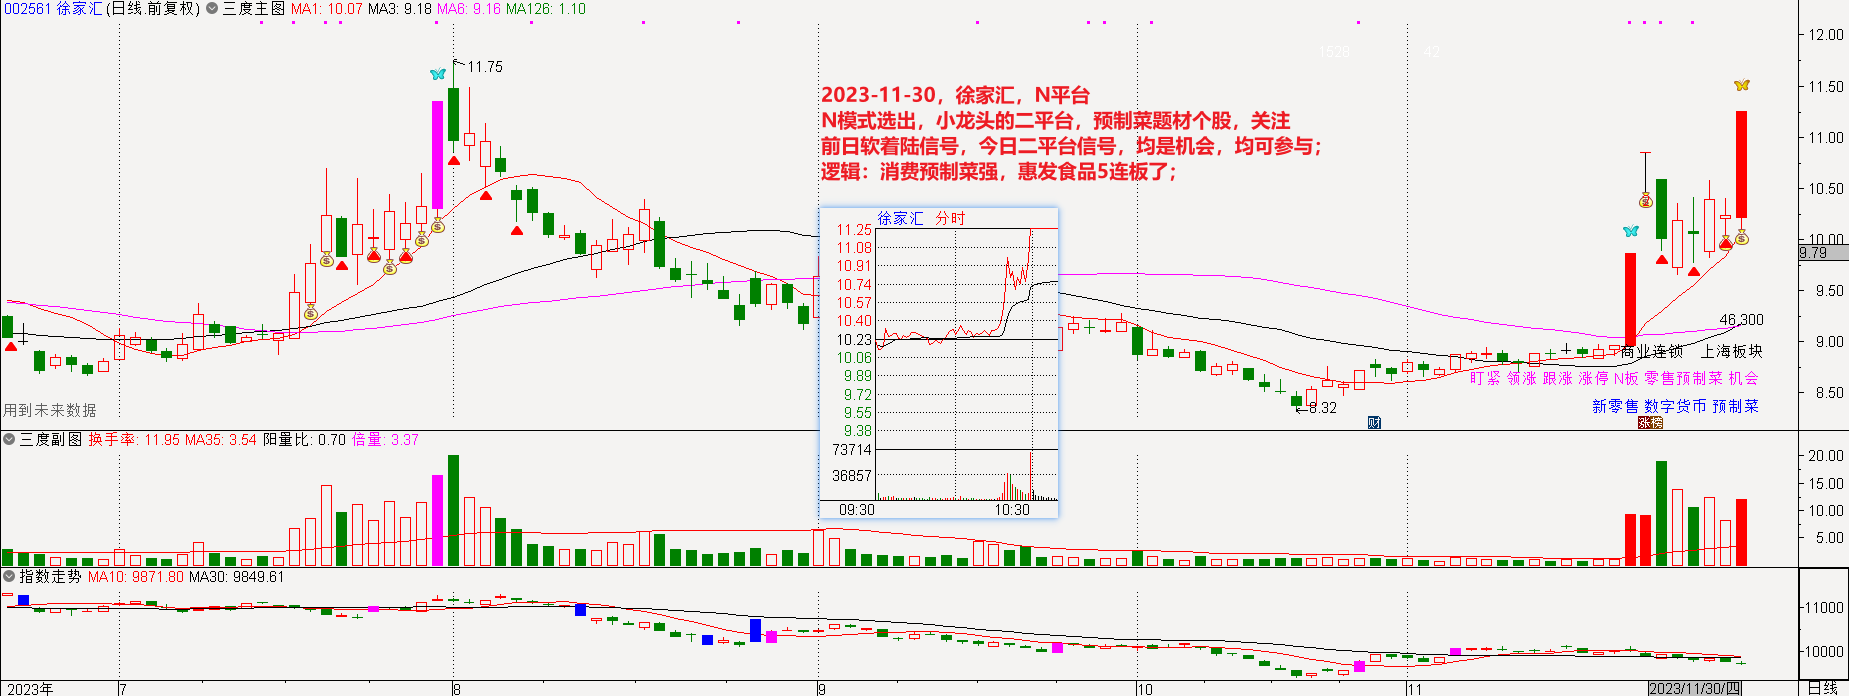 002561 徐家汇(日线.前复权) 三度主图 MA1: 10.07 MA3: 9.18 MA6: 9.16 MA126: 1.10
12.00
1528 42
11.75
11.50
2023-11-30，徐家汇，N平台
N模式选出，小龙头的二平台，预制菜题材个股，关注
前日软着陆信号，今日二平台信号，均是机会，均可参与；
逻辑：消费预制菜强，惠发食品5连板了；
11.00
10.50
10.00
9.79
9.50
9.00
8.50
徐家汇 分时
11.25
11.08
10.91
10.74
10.57
10.40
10.23
10.06
9.89
9.72
9.55
9.38
73714
36857
09:30 10:30
46,300
商业连锁 上海板块
盯紧 领涨 跟涨 涨停 N板 零售预制菜 机会
新零售 数字货币 预制菜
←8.32
财
涨榜
用到未来数据
三度副图 换手率: 11.95 MA35: 3.54 阳量比: 0.70 倍量: 3.37
20.00
15.00
10.00
5.00
指数走势 MA10: 9871.80 MA30: 9849.61
11000
10000
2023年 7 8 9 10 11 2023/11/30/四 日线